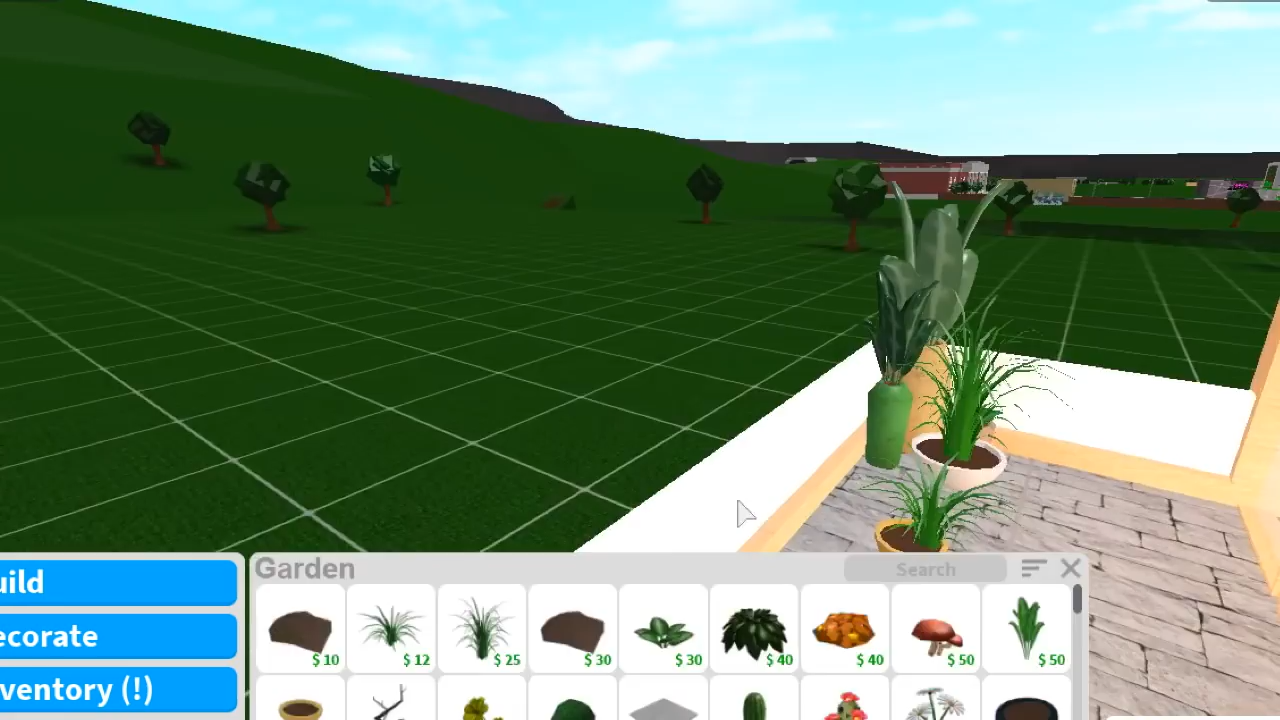 Garden
Search
uild
ecorate
ventory (!)
$ 10
$ 12
$ 25
$ 30
$ 30
$ 40
$ 40
$ 50
$ 50